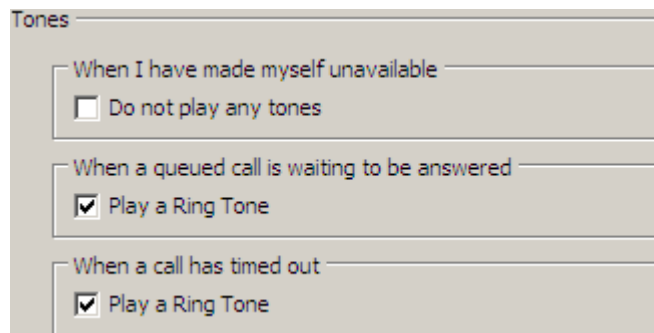 Tones
When I have made myself unavailable
Do not play any tones
When a queued call is waiting to be answered
Play a Ring Tone
When a call has timed out
Play a Ring Tone